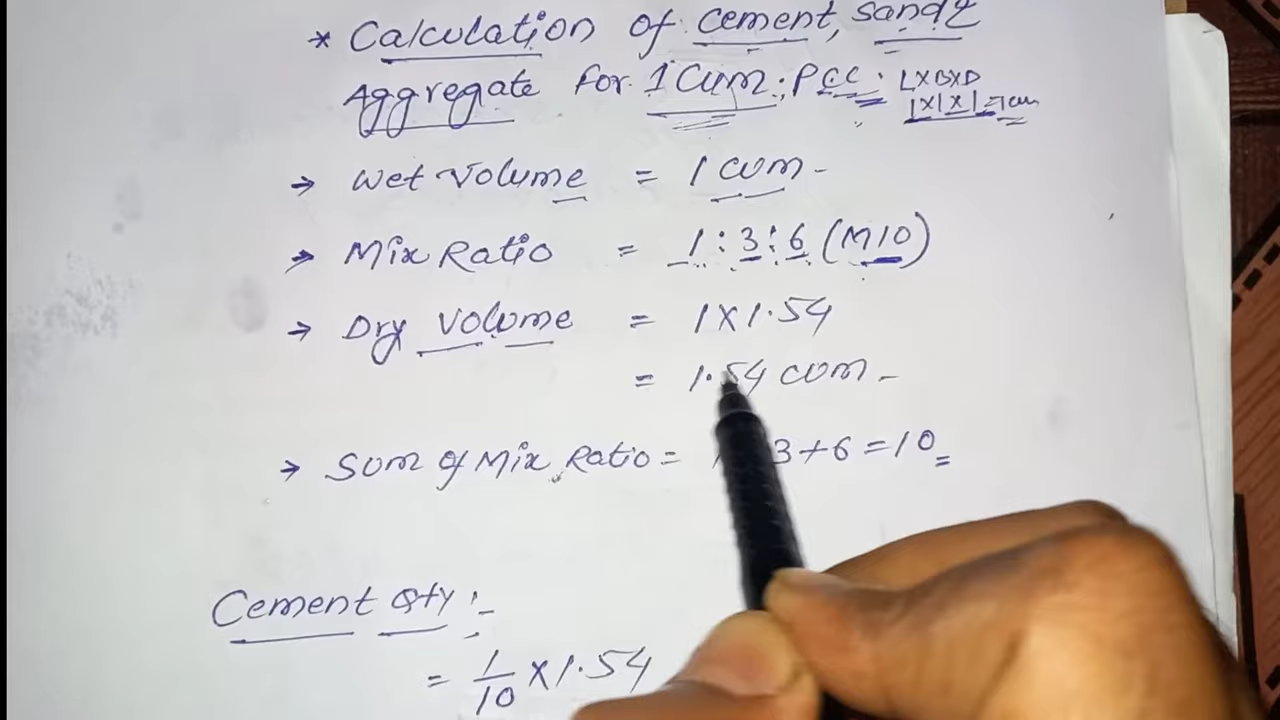 * Calculation of Cement, Sand &
Aggregate for 1 Cum ; PCC . LXBXD
1X1X1=1cum
→ Wet Volume = 1 cum -
→ Mix Ratio = 1 : 3 : 6 (M10)
→ Dry Volume = 1X1.54
= 1.54 cum -
→ Sum of Mix Ratio = 3+6=10
Cement Qty :-
= 1/10 X 1.54